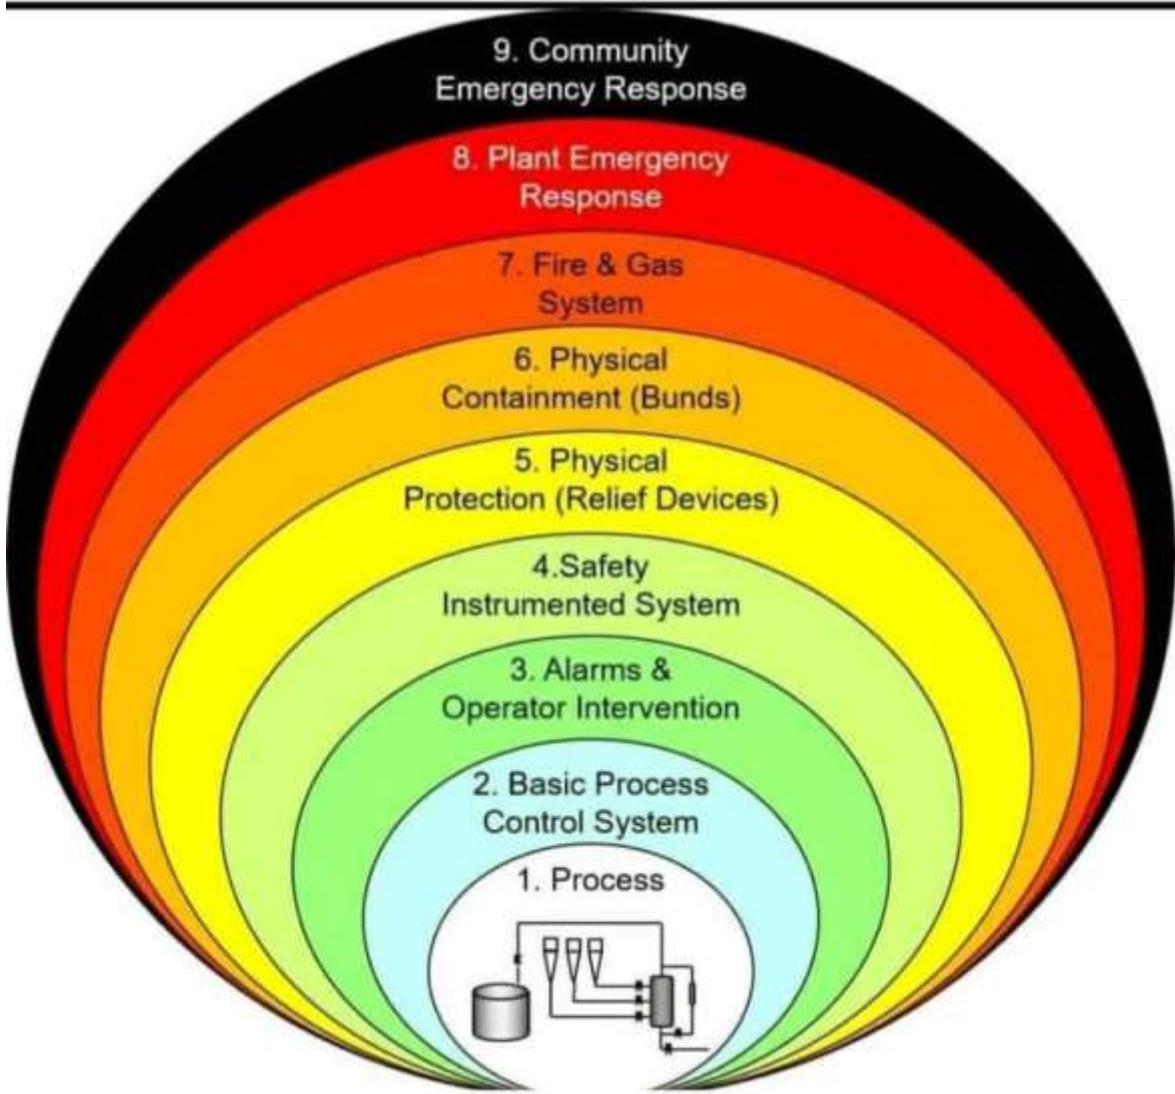 9. Community
Emergency Response
8. Plant Emergency
Response
7. Fire & Gas
System
6. Physical
Containment (Bunds)
5. Physical
Protection (Relief Devices)
4.Safety
Instrumented System
3. Alarms &
Operator Intervention
2. Basic Process
Control System
1. Process